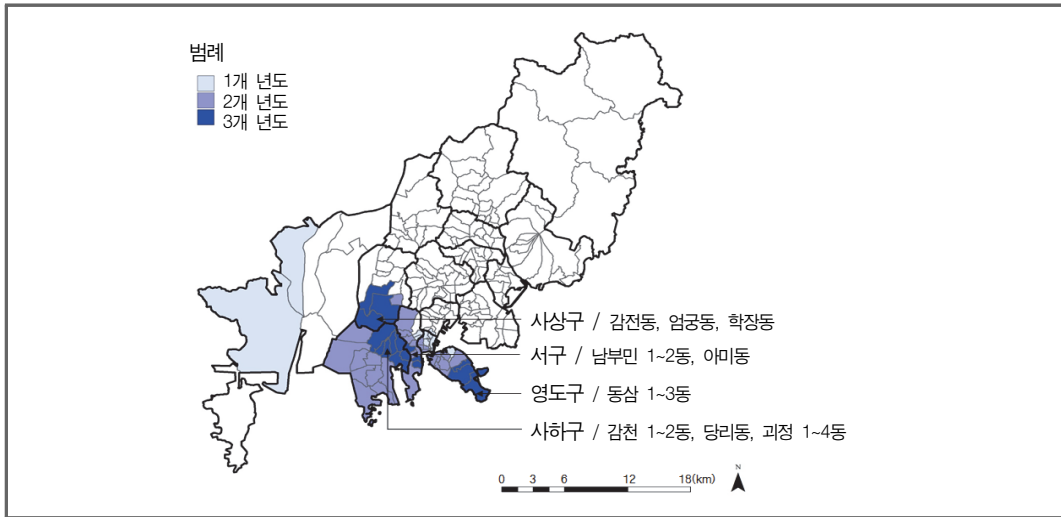 범례
1개 년도
2개 년도
3개 년도
사상구 / 감전동, 엄궁동, 학장동
서구 / 남부민 1~2동, 아미동
영도구 / 동삼 1~3동
사하구 / 감천 1~2동, 당리동, 괴정 1~4동
0 3 6 12 18(km)
N